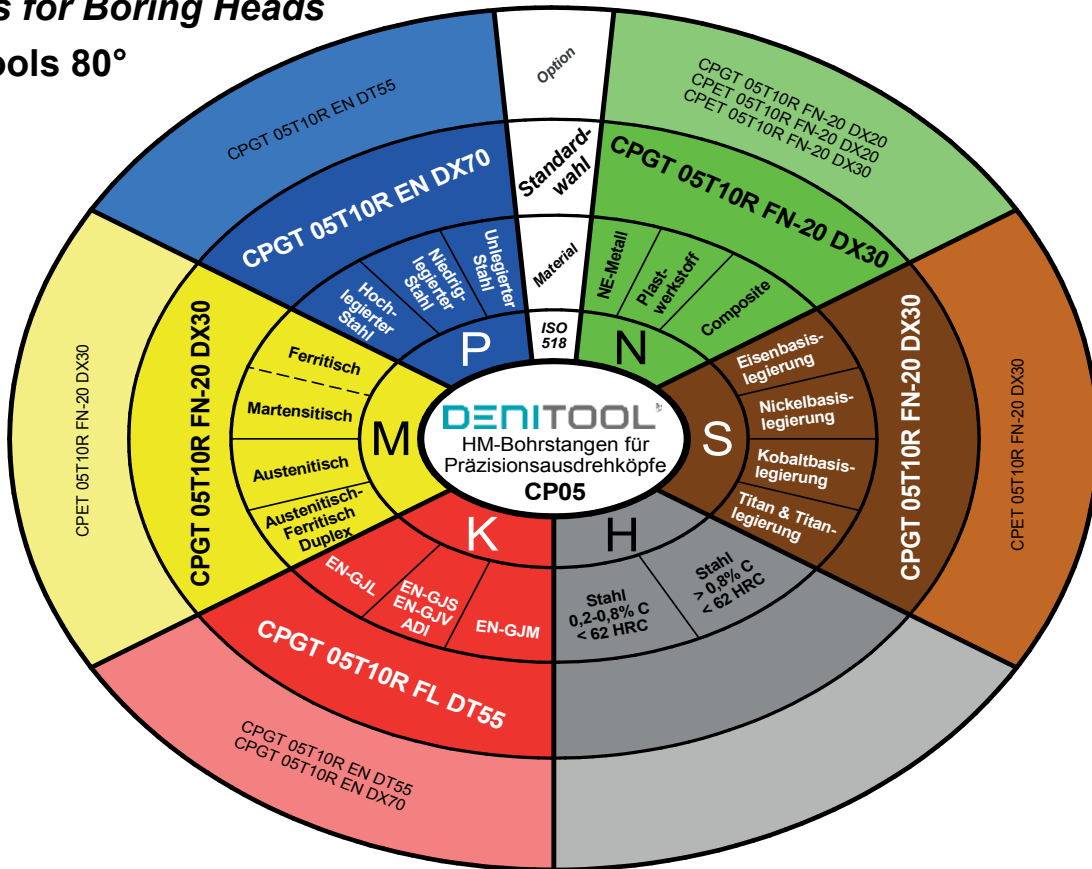 s for Boring Heads
ools 80°
Option
Standard-
wahl
Material
ISO
518
CPGT 05T10R FN-20 DX20
CPET 05T10R FN-20 DX20
CPET 05T10R FN-20 DX30
CPGT 05T10R FN-20 DX30
NE-Metall
Plast-
werkstoff
Composite
N
CPET 05T10R FN-20 DX30
CPGT 05T10R FN-20 DX30
Eisenbasis-
legierung
Nickelbasis-
legierung
Kobaltbasis-
legierung
Titan & Titan-
legierung
S
Stahl
> 0,8% C
< 62 HRC
Stahl
0,2-0,8% C
< 62 HRC
H
CPGT 05T10R EN DT55
CPGT 05T10R EN DX70
CPGT 05T10R FL DT55
EN-GJM
EN-GJS
EN-GJV
ADI
EN-GJL
K
CPET 05T10R FN-20 DX30
CPGT 05T10R FN-20 DX30
Ferritisch
Martensitisch
Austenitisch
Austenitisch-
Ferritisch
Duplex
M
CPGT 05T10R EN DT55
CPGT 05T10R EN DX70
Hoch-
legierter
Stahl
Niedrig-
legierter
Stahl
Unlegierter
Stahl
P
DENITOOL
HM-Bohrstangen für
Präzisionsausdrehköpfe
CP05